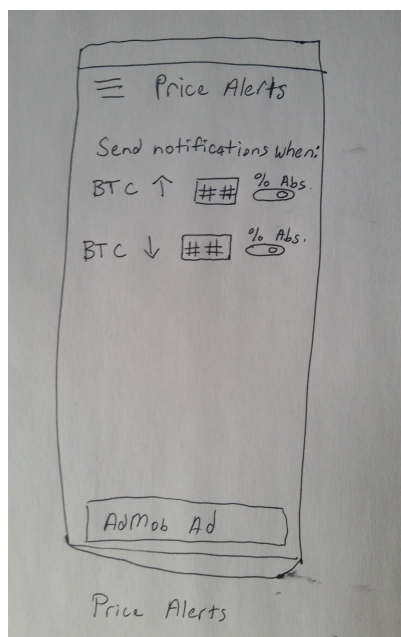 Price Alerts
Send notifications when:
% Abs.
BTC ↑ ##
% Abs.
BTC ↓ ##
AdMob Ad
Price Alerts